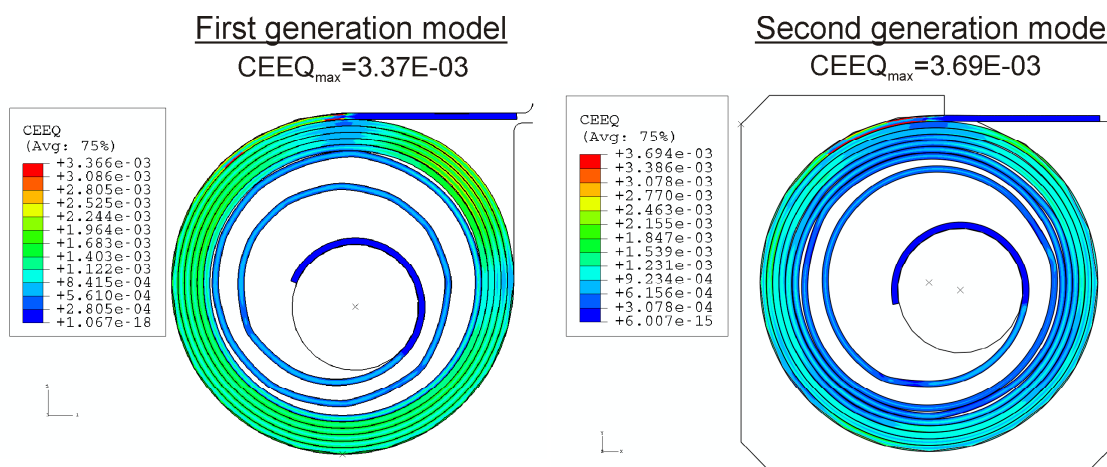 First generation model
CEEQmax=3.37E-03
CEEQ
(Avg: 75%)
+3.366e-03
+3.086e-03
+2.805e-03
+2.525e-03
+2.244e-03
+1.964e-03
+1.683e-03
+1.403e-03
+1.122e-03
+8.415e-04
+5.610e-04
+2.805e-04
+1.067e-18
Second generation mode
CEEQmax=3.69E-03
CEEQ
(Avg: 75%)
+3.694e-03
+3.386e-03
+3.078e-03
+2.770e-03
+2.463e-03
+2.155e-03
+1.847e-03
+1.539e-03
+1.231e-03
+9.234e-04
+6.156e-04
+3.078e-04
+6.007e-15